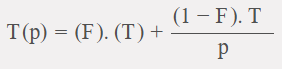 T(p) = (F). (T) + (1 − F). T / p